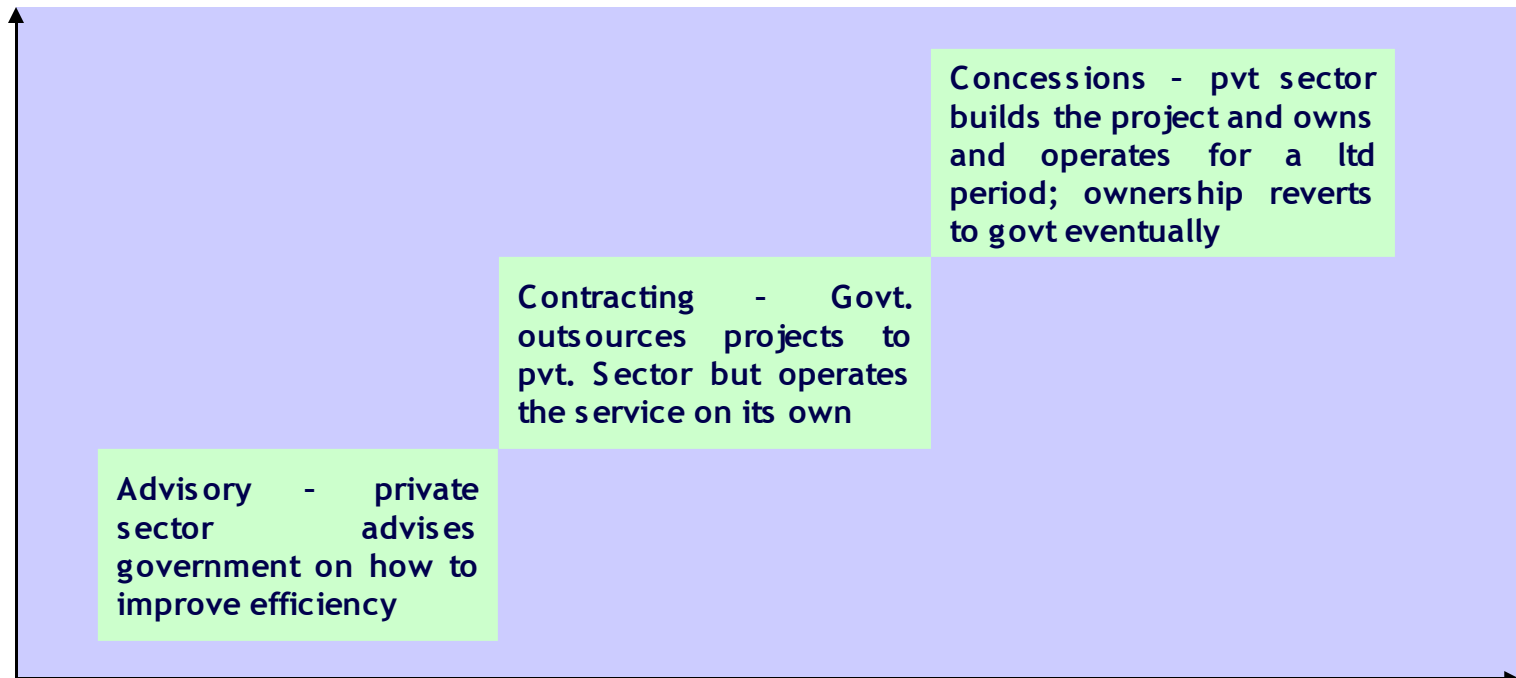 Concessions – pvt sector
builds the project and owns
and operates for a ltd
period; ownership reverts
to govt eventually
Contracting – Govt.
outsources projects to
pvt. Sector but operates
the service on its own
Advisory – private
sector advises
government on how to
improve efficiency